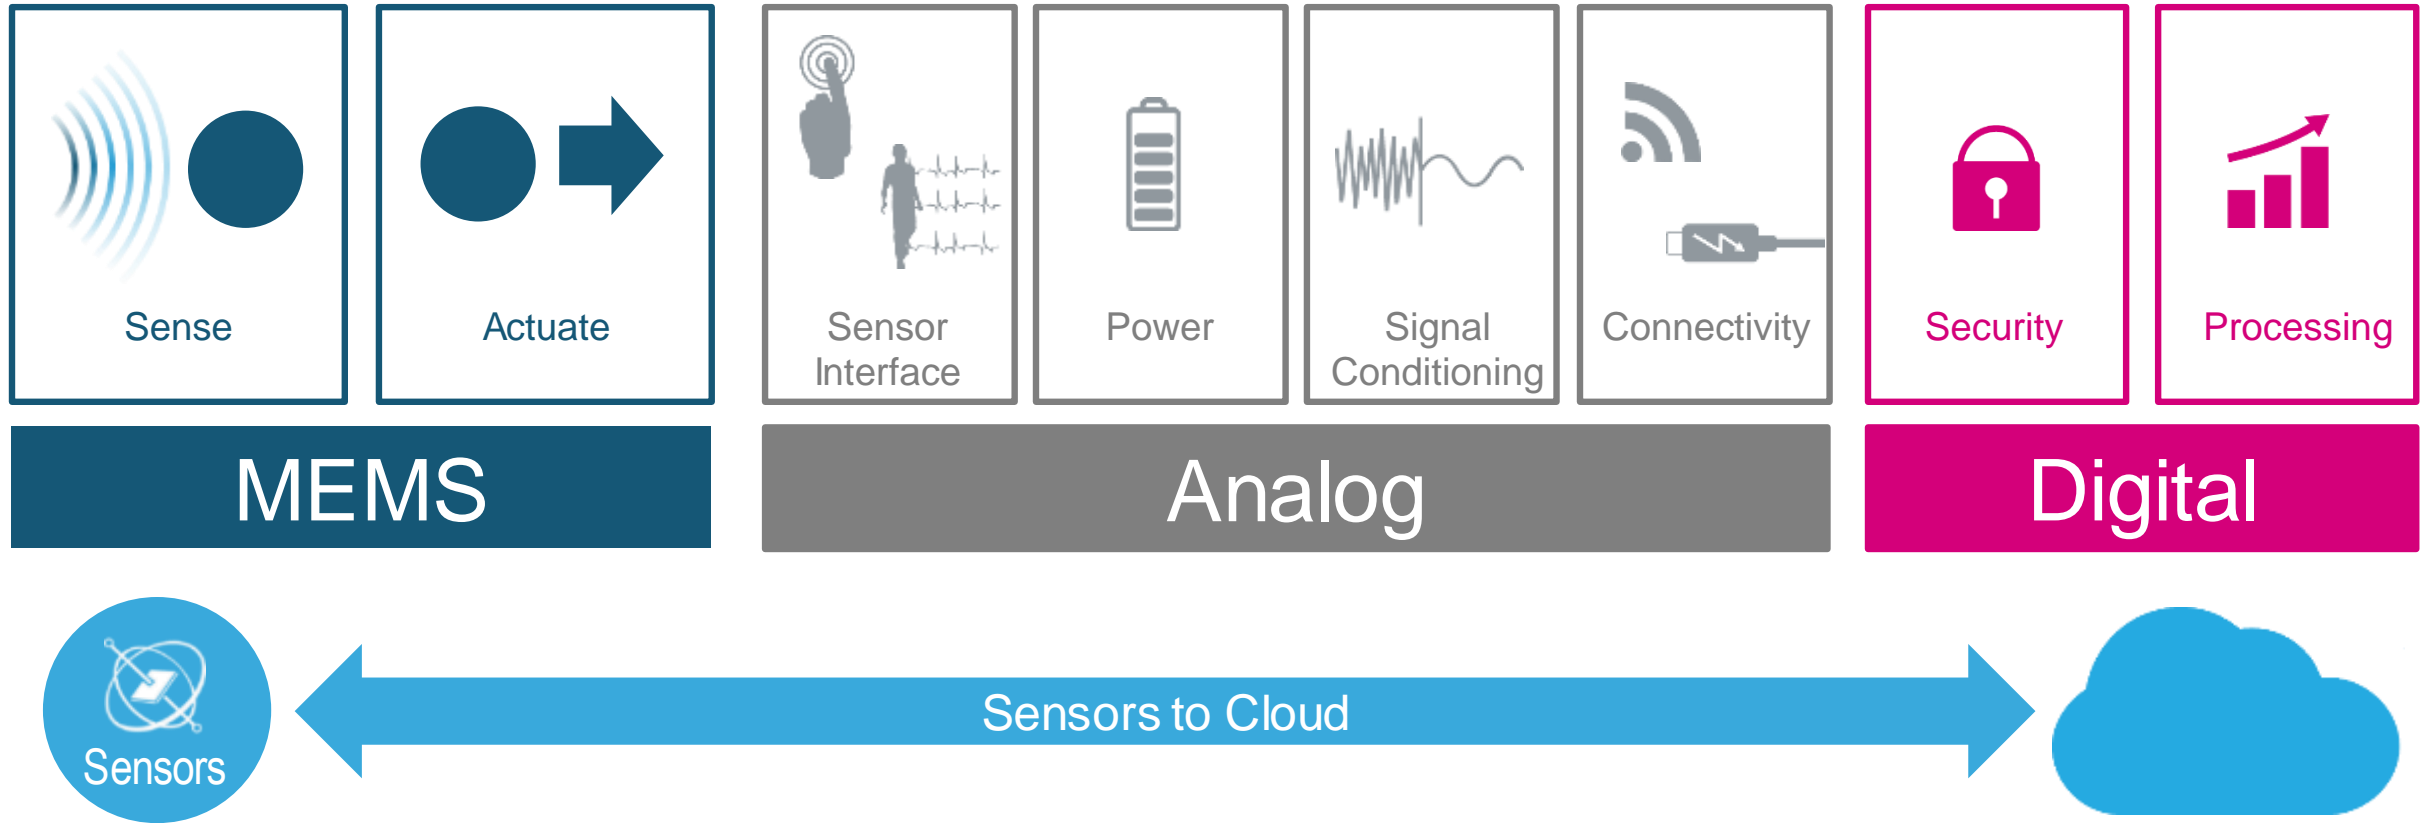 Sense
Actuate
Sensor
Interface
Power
Signal
Conditioning
Connectivity
Security
Processing
MEMS
Analog
Digital
Sensors
Sensors to Cloud